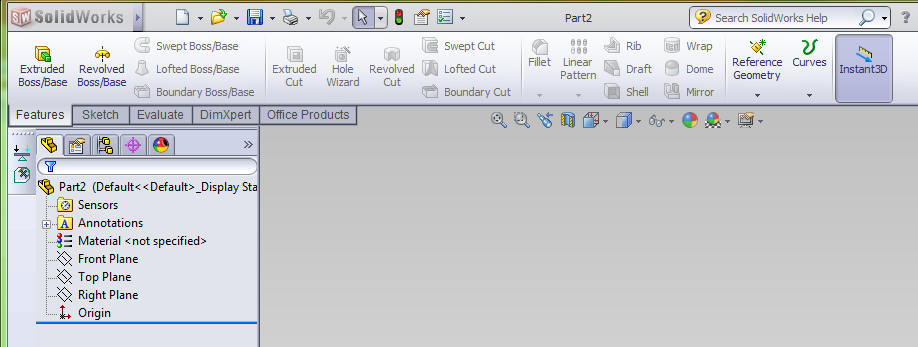 SW SolidWorks
Part2
Search SolidWorks Help
?
Extruded Boss/Base
Revolved Boss/Base
Swept Boss/Base
Lofted Boss/Base
Boundary Boss/Base
Extruded Cut
Hole Wizard
Revolved Cut
Swept Cut
Lofted Cut
Boundary Cut
Fillet
Linear Pattern
Rib
Draft
Shell
Wrap
Dome
Mirror
Reference Geometry
Curves
Instant3D
Features
Sketch
Evaluate
DimXpert
Office Products
Part2 (Default<<Default>_Display Sta
Sensors
A Annotations
Material <not specified>
Front Plane
Top Plane
Right Plane
Origin